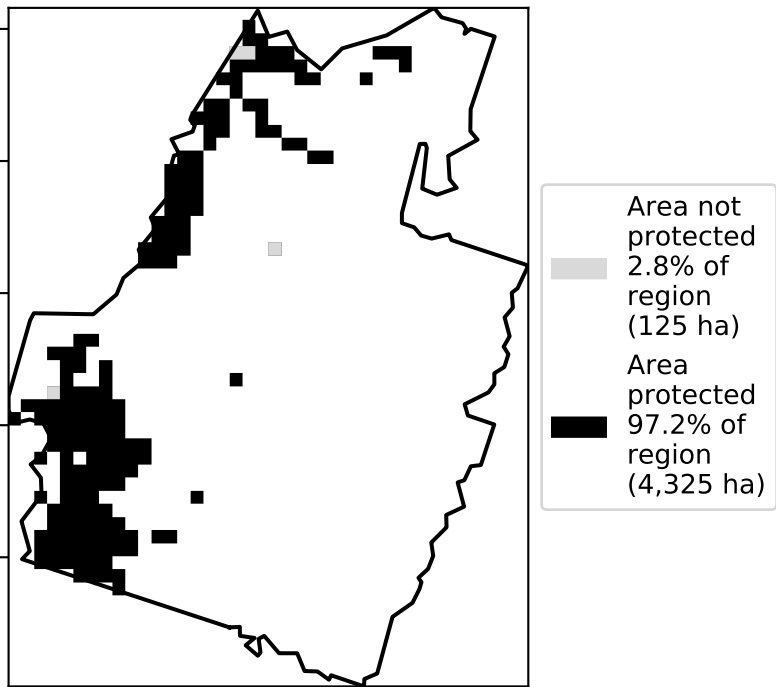 Area not
protected
2.8% of
region
(125 ha)
Area
protected
97.2% of
region
(4,325 ha)